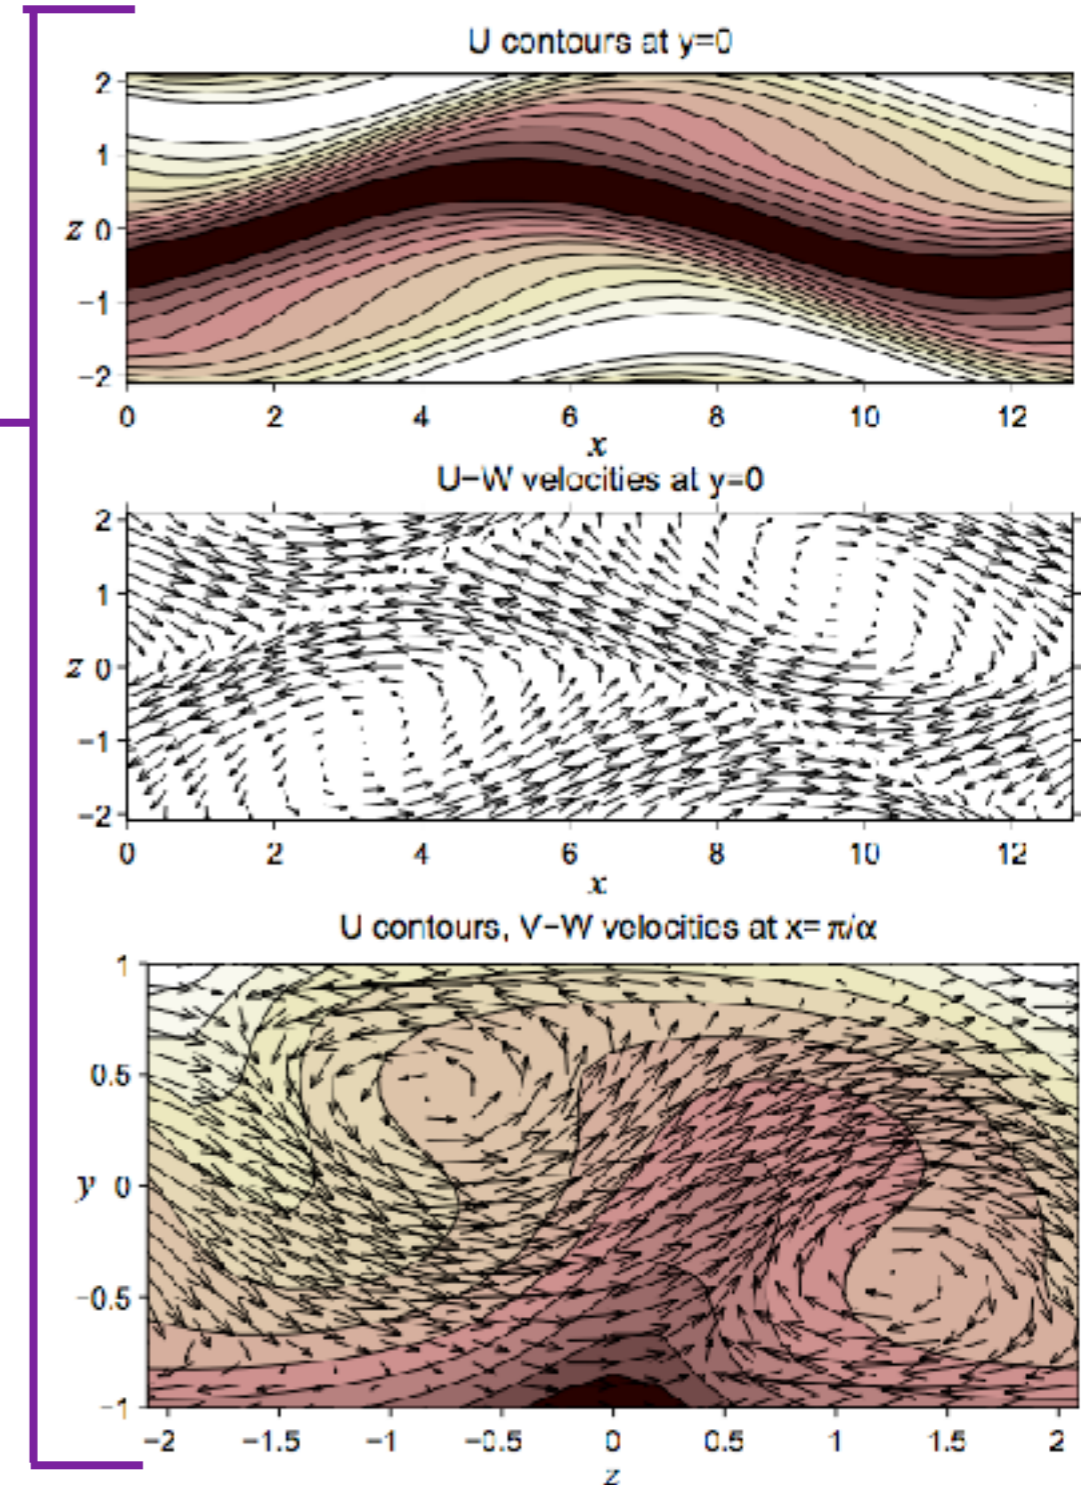 U contours at y=0
2
1
z 0
−1
−2
0 2 4 6 8 10 12
x
U−W velocities at y=0
2
1
z 0
−1
−2
0 2 4 6 8 10 12
x
U contours, V−W velocities at x= π/α
1
0.5
y 0
−0.5
−1
−2 −1.5 −1 −0.5 0 0.5 1 1.5 2
z